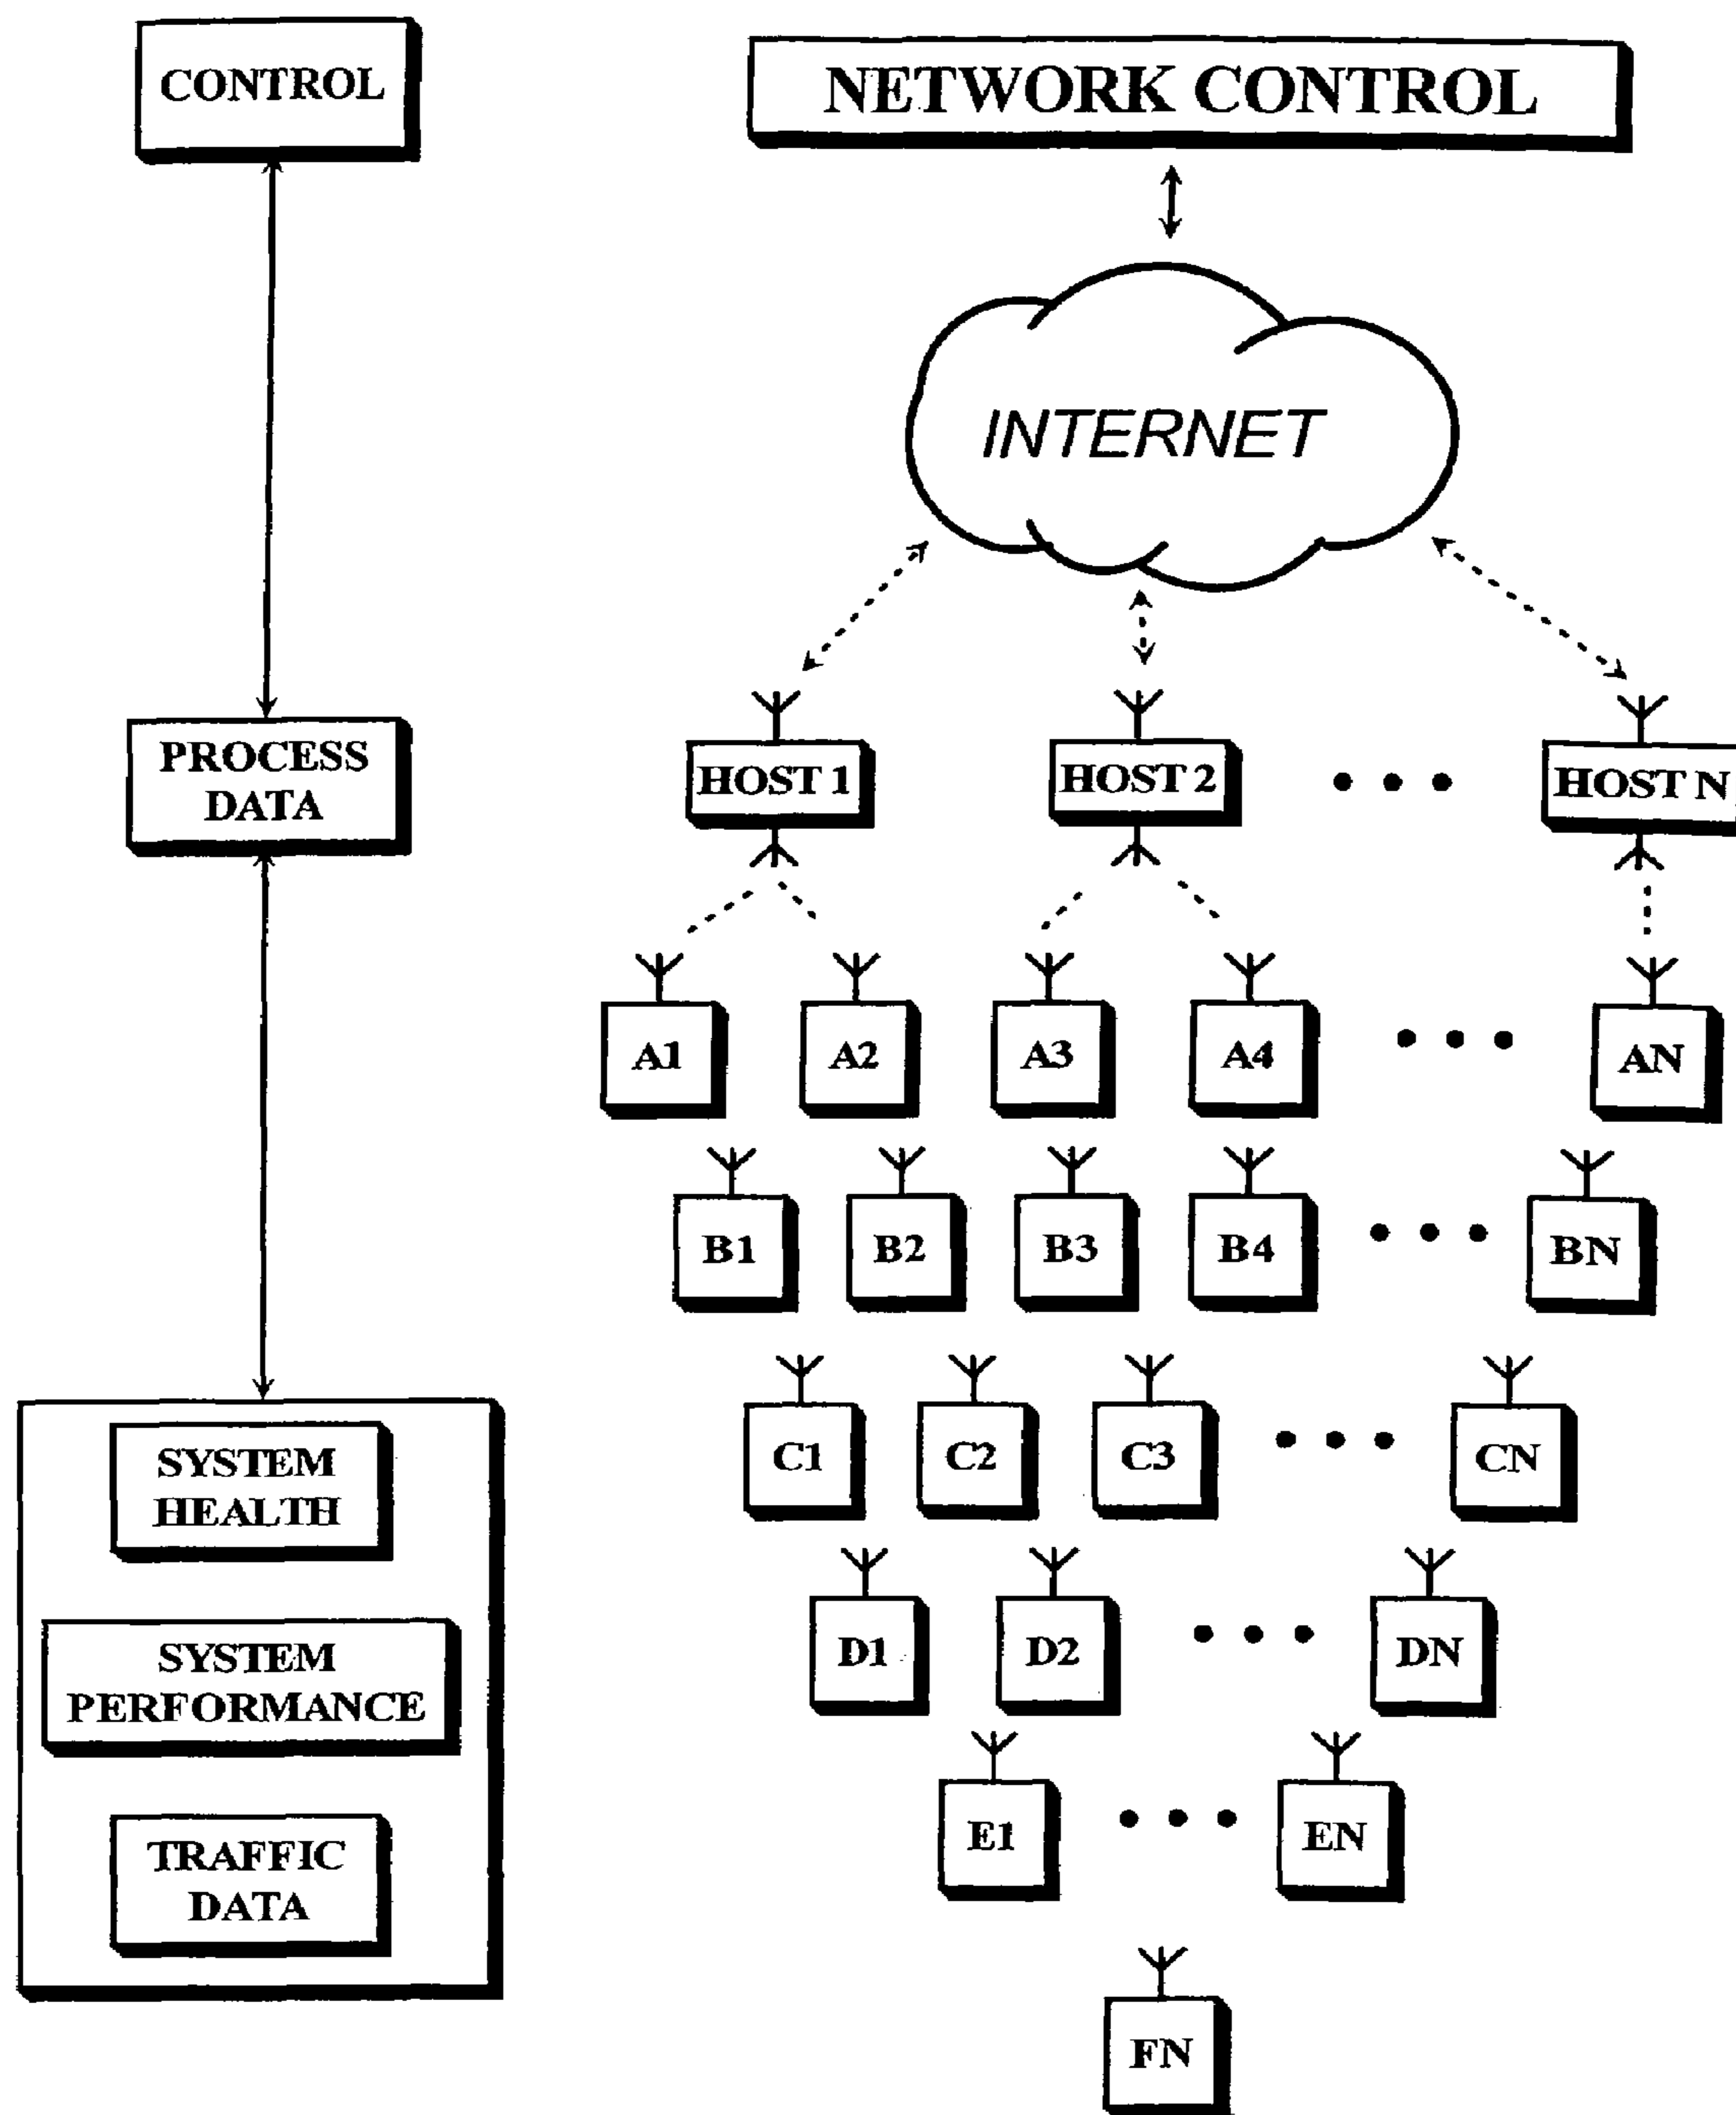 CONTROL
NETWORK CONTROL
INTERNET
PROCESS
DATA
HOST 1
HOST 2
HOST N
A1
A2
A3
A4
AN
B1
B2
B3
B4
BN
C1
C2
C3
CN
SYSTEM
HEALTH
D1
D2
DN
SYSTEM
PERFORMANCE
E1
EN
TRAFFIC
DATA
FN